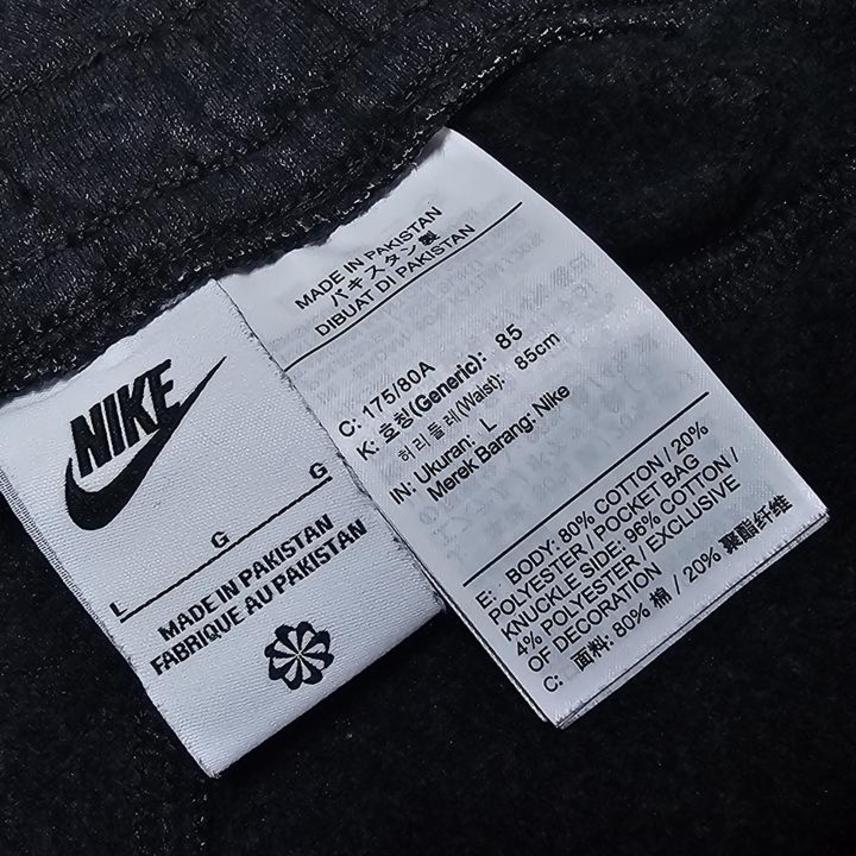 NIKE
L G G
MADE IN PAKISTAN
FABRIQUE AU PAKISTAN
MADE IN PAKISTAN
パキスタン製
DIBUAT DI PAKISTAN
C: 175/80A
K: 호칭(Generic): 85
허리둘레(Waist): 85cm
IN: Ukuran: L
Merek Barang: Nike
E: BODY: 80% COTTON / 20%
POLYESTER / POCKET BAG
KNUCKLE SIDE: 96% COTTON /
4% POLYESTER / EXCLUSIVE
OF DECORATION
C: 面料: 80% 棉 / 20% 聚酯纤维